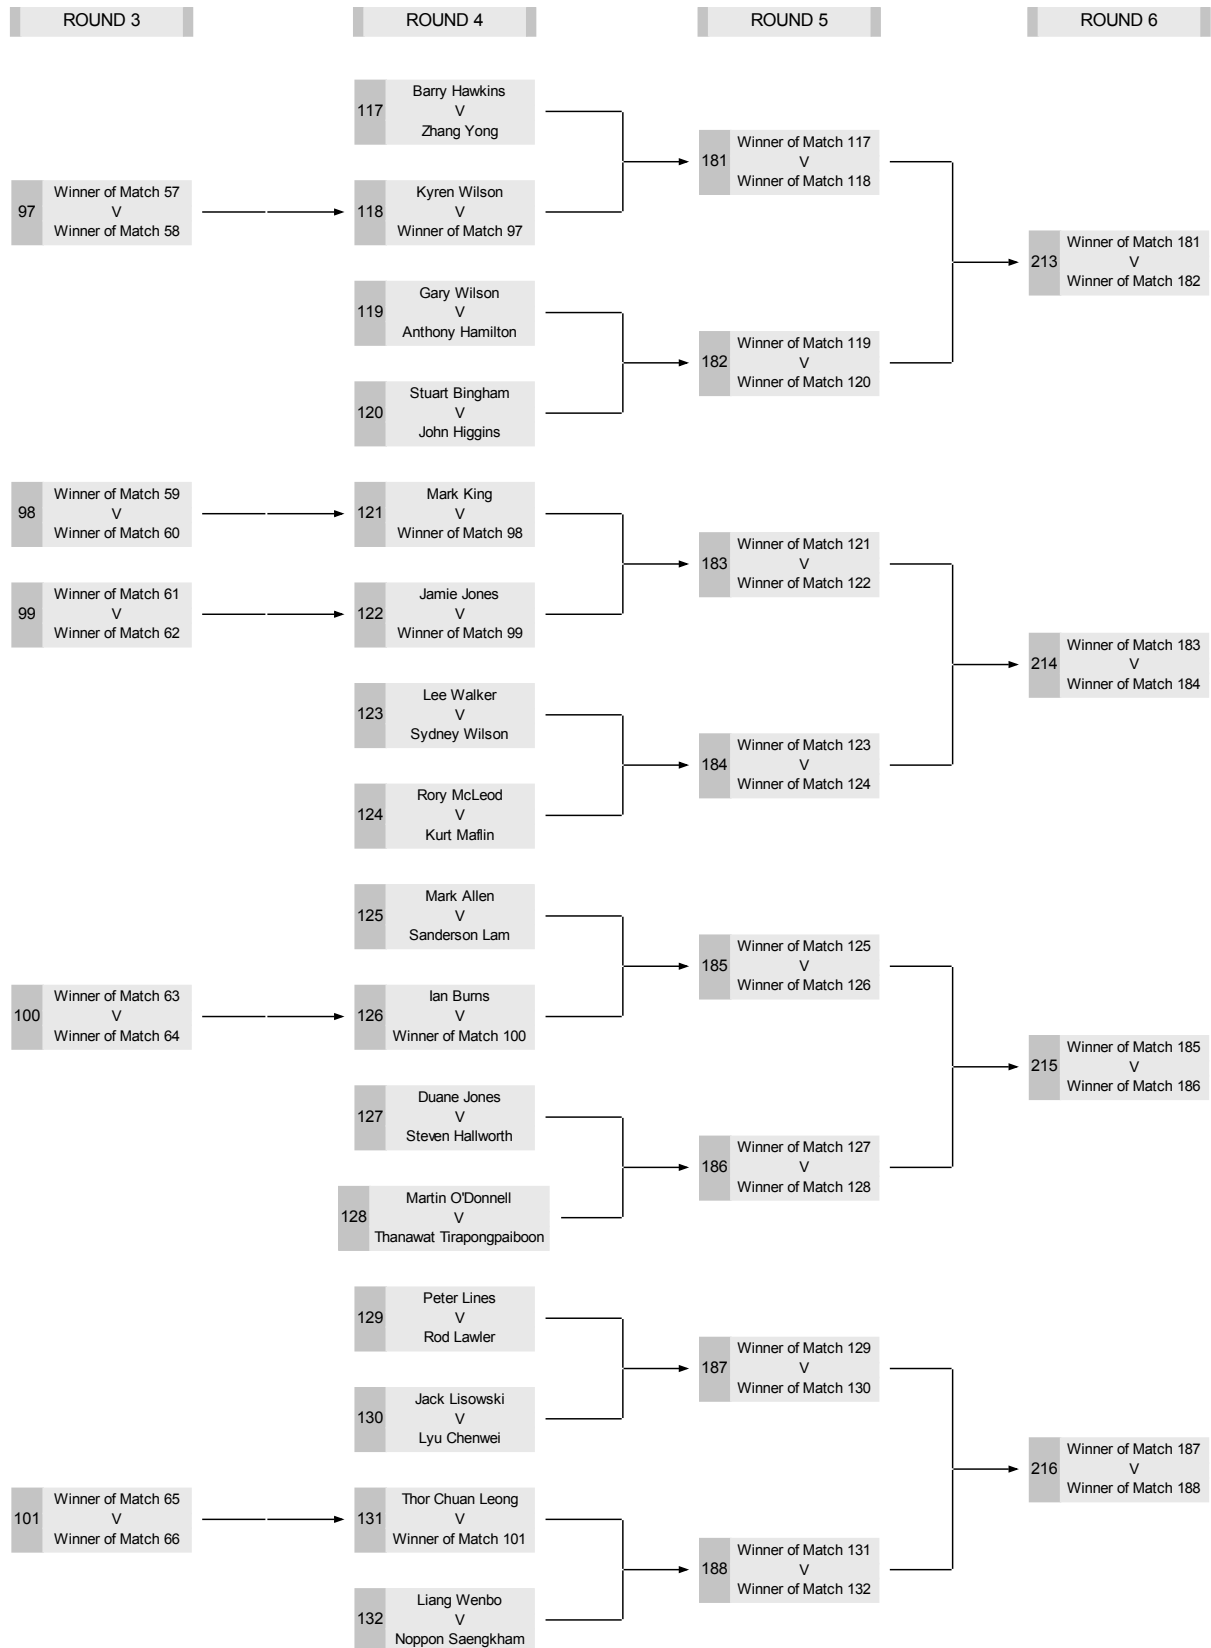 ROUND 3
ROUND 4
ROUND 5
ROUND 6
117
Barry Hawkins
V
Zhang Yong
181
Winner of Match 117
V
Winner of Match 118
97
Winner of Match 57
V
Winner of Match 58
118
Kyren Wilson
V
Winner of Match 97
213
Winner of Match 181
V
Winner of Match 182
119
Gary Wilson
V
Anthony Hamilton
182
Winner of Match 119
V
Winner of Match 120
120
Stuart Bingham
V
John Higgins
98
Winner of Match 59
V
Winner of Match 60
121
Mark King
V
Winner of Match 98
183
Winner of Match 121
V
Winner of Match 122
99
Winner of Match 61
V
Winner of Match 62
122
Jamie Jones
V
Winner of Match 99
214
Winner of Match 183
V
Winner of Match 184
123
Lee Walker
V
Sydney Wilson
184
Winner of Match 123
V
Winner of Match 124
124
Rory McLeod
V
Kurt Maflin
125
Mark Allen
V
Sanderson Lam
185
Winner of Match 125
V
Winner of Match 126
100
Winner of Match 63
V
Winner of Match 64
126
Ian Burns
V
Winner of Match 100
215
Winner of Match 185
V
Winner of Match 186
127
Duane Jones
V
Steven Hallworth
186
Winner of Match 127
V
Winner of Match 128
128
Martin O'Donnell
V
Thanawat Tirapongpaiboon
129
Peter Lines
V
Rod Lawler
187
Winner of Match 129
V
Winner of Match 130
130
Jack Lisowski
V
Lyu Chenwei
216
Winner of Match 187
V
Winner of Match 188
101
Winner of Match 65
V
Winner of Match 66
131
Thor Chuan Leong
V
Winner of Match 101
188
Winner of Match 131
V
Winner of Match 132
132
Liang Wenbo
V
Noppon Saengkham